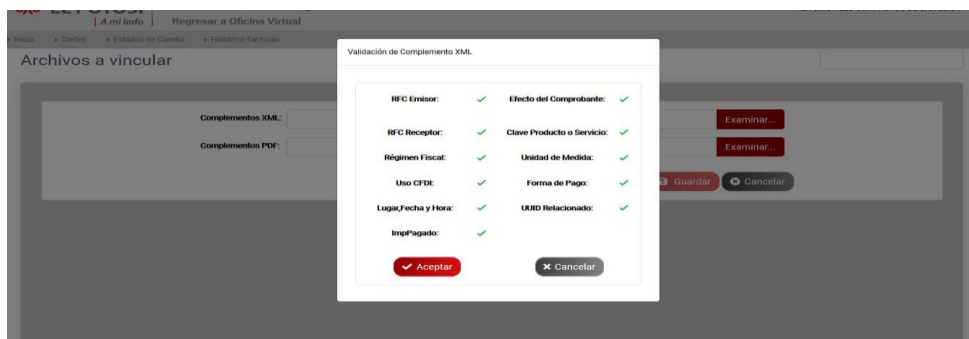 | A mi lado | Regresar a Oficina Virtual
Inicio Cortes Estados de Cuenta Histórico Facturas
Archivos a vincular
Validación de Complemento XML
RFC Emisor: Efecto del Comprobante:
Complementos XML: Examinar...
RFC Receptor: Clave Producto o Servicio:
Complementos PDF: Examinar...
Régimen Fiscal: Unidad de Medida:
Uso CFDI: Forma de Pago:
Guardar Cancelar
Lugar,Fecha y Hora: UUID Relacionado:
ImpPagado:
Aceptar Cancelar